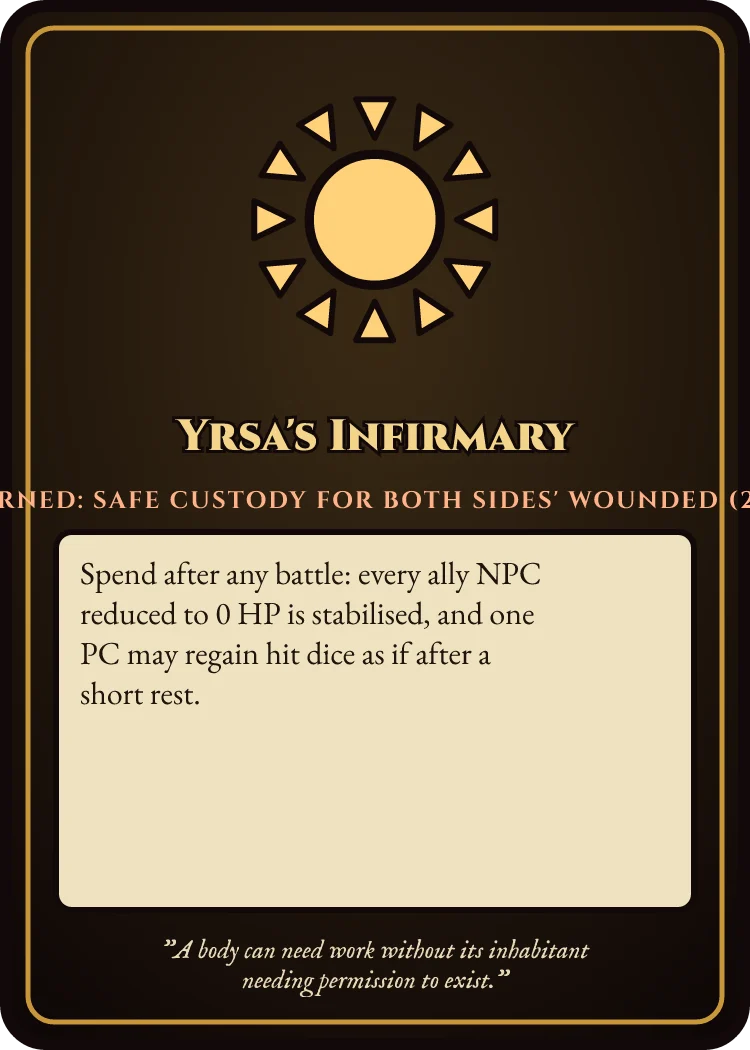 YRSA'S INFIRMARY
RNED: SAFE CUSTODY FOR BOTH SIDES' WOUNDED (2
Spend after any battle: every ally NPC
reduced to 0 HP is stabilised, and one
PC may regain hit dice as if after a
short rest.
”A body can need work without its inhabitant
needing permission to exist.”